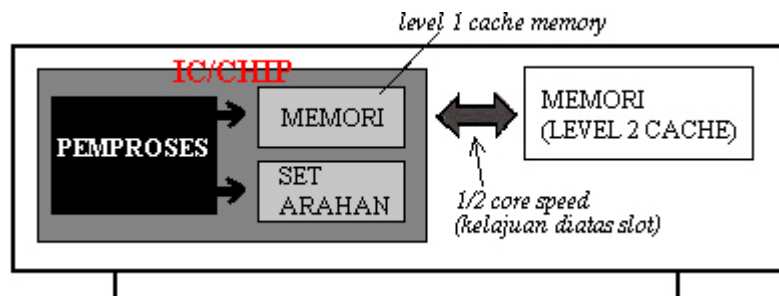 level 1 cache memory
IC/CHIP
PEMPROSES
MEMORI
SET
ARAHAN
MEMORI
(LEVEL 2 CACHE)
1/2 core speed
(kelajuan diatas slot)